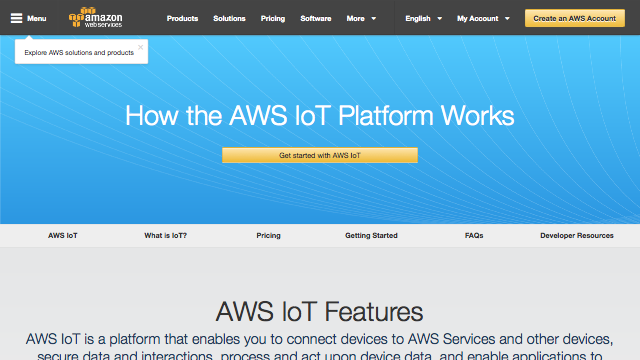 Menu
amazon
web services
Products
Solutions
Pricing
Software
More
English
My Account
Create an AWS Account
Explore AWS solutions and products
How the AWS IoT Platform Works
Get started with AWS IoT
AWS IoT
What is IoT?
Pricing
Getting Started
FAQs
Developer Resources
AWS IoT Features
AWS IoT is a platform that enables you to connect devices to AWS Services and other devices,
secure data and interactions, process and act upon device data, and enable applications to